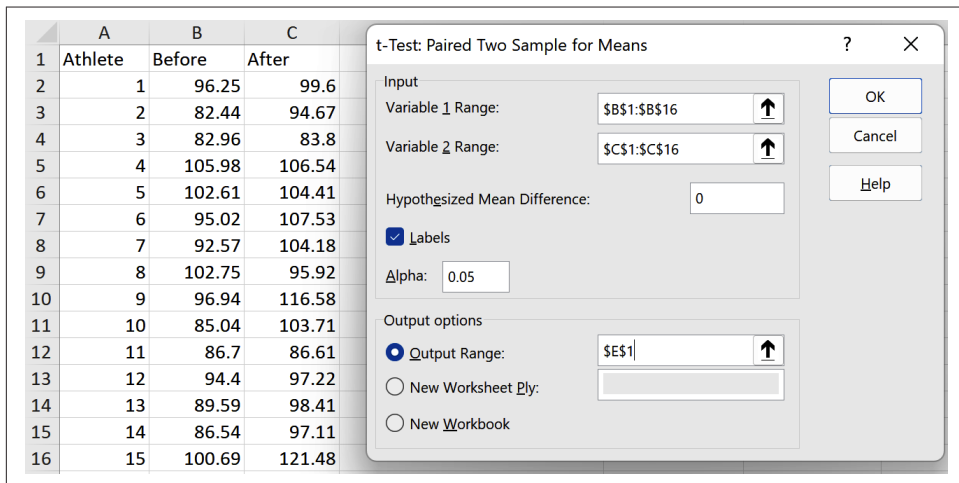 A B C
1 Athlete Before After
2 1 96.25 99.6
3 2 82.44 94.67
4 3 82.96 83.8
5 4 105.98 106.54
6 5 102.61 104.41
7 6 95.02 107.53
8 7 92.57 104.18
9 8 102.75 95.92
10 9 96.94 116.58
11 10 85.04 103.71
12 11 86.7 86.61
13 12 94.4 97.22
14 13 89.59 98.41
15 14 86.54 97.11
16 15 100.69 121.48
t-Test: Paired Two Sample for Means ?
Input
Variable 1 Range: $B$1:$B$16
Variable 2 Range: $C$1:$C$16
Hypothesized Mean Difference: 0
Labels
Alpha: 0.05
Output options
Output Range: $E$1
New Worksheet Ply:
New Workbook
OK
Cancel
Help